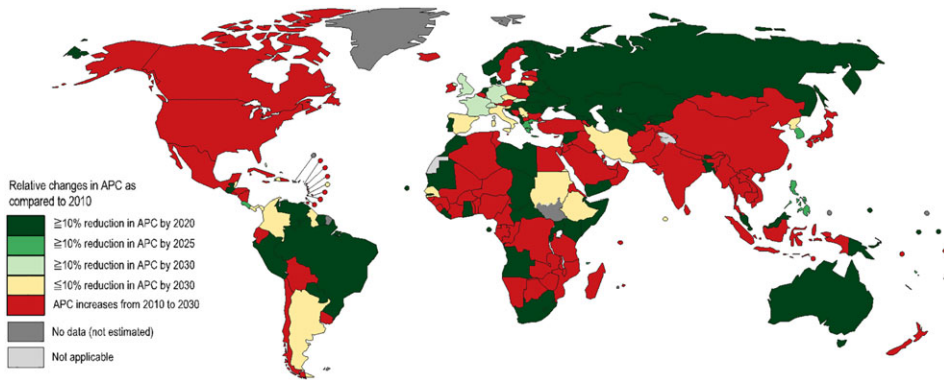 Relative changes in APC as
compared to 2010
≧10% reduction in APC by 2020
≧10% reduction in APC by 2025
≧10% reduction in APC by 2030
≦10% reduction in APC by 2030
APC increases from 2010 to 2030
No data (not estimated)
Not applicable